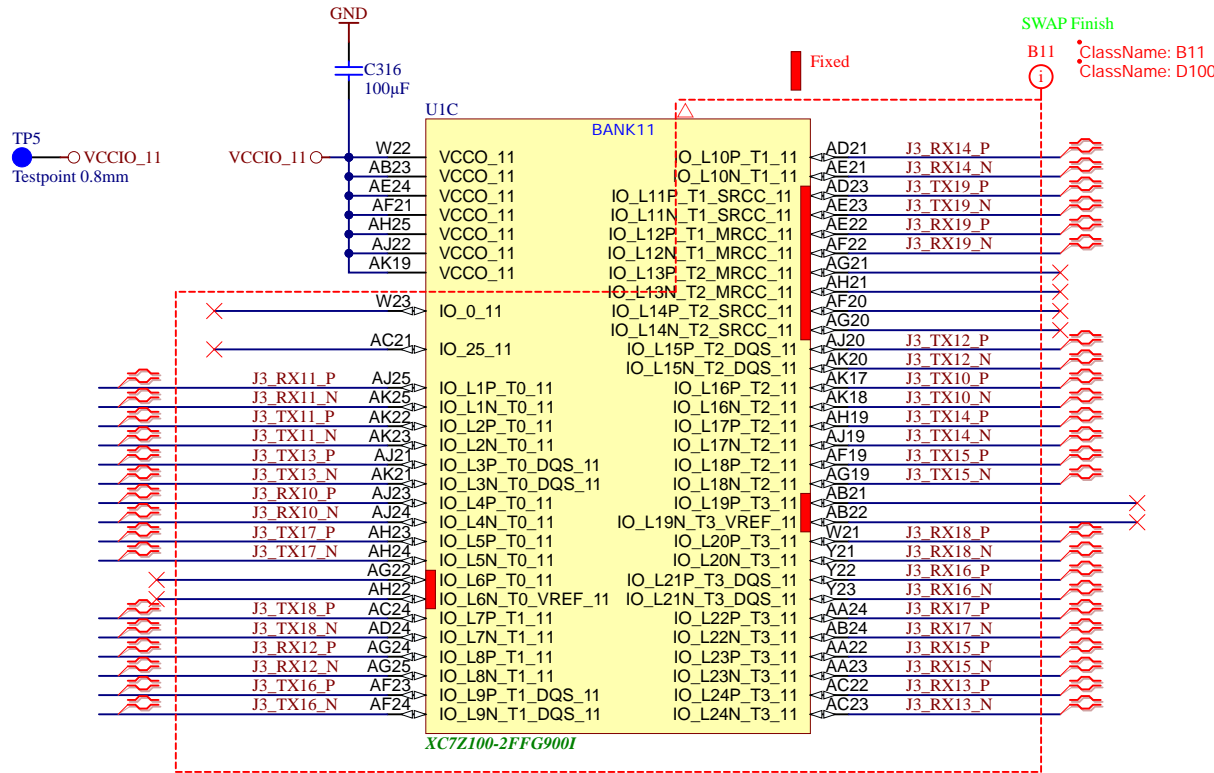 GND
SWAP Finish
B11
ClassName: B11
ClassName: D100
i
Fixed
C316
100µF
U1C
BANK11
TP5
VCCIO_11
Testpoint 0.8mm
VCCIO_11
W22 VCCO_11
AB23 VCCO_11
AE24 VCCO_11
AF21 VCCO_11
AH25 VCCO_11
AJ22 VCCO_11
AK19 VCCO_11
W23 IO_0_11
AC21 IO_25_11
J3_RX11_P AJ25 IO_L1P_T0_11
J3_RX11_N AK25 IO_L1N_T0_11
J3_TX11_P AK22 IO_L2P_T0_11
J3_TX11_N AK23 IO_L2N_T0_11
J3_TX13_P AJ21 IO_L3P_T0_DQS_11
J3_TX13_N AK21 IO_L3N_T0_DQS_11
J3_RX10_P AJ23 IO_L4P_T0_11
J3_RX10_N AJ24 IO_L4N_T0_11
J3_TX17_P AH23 IO_L5P_T0_11
J3_TX17_N AH24 IO_L5N_T0_11
AG22 IO_L6P_T0_11
AH22 IO_L6N_T0_VREF_11
J3_TX18_P AC24 IO_L7P_T1_11
J3_TX18_N AD24 IO_L7N_T1_11
J3_RX12_P AG24 IO_L8P_T1_11
J3_RX12_N AG25 IO_L8N_T1_11
J3_TX16_P AF23 IO_L9P_T1_DQS_11
J3_TX16_N AF24 IO_L9N_T1_DQS_11
IO_L10P_T1_11 AD21 J3_RX14_P
IO_L10N_T1_11 AE21 J3_RX14_N
IO_L11P_T1_SRCC_11 AD23 J3_TX19_P
IO_L11N_T1_SRCC_11 AE23 J3_TX19_N
IO_L12P_T1_MRCC_11 AE22 J3_RX19_P
IO_L12N_T1_MRCC_11 AF22 J3_RX19_N
IO_L13P_T2_MRCC_11 AG21
IO_L13N_T2_MRCC_11 AH21
IO_L14P_T2_SRCC_11 AF20
IO_L14N_T2_SRCC_11 AG20
IO_L15P_T2_DQS_11 AJ20 J3_TX12_P
IO_L15N_T2_DQS_11 AK20 J3_TX12_N
IO_L16P_T2_11 AK17 J3_TX10_P
IO_L16N_T2_11 AK18 J3_TX10_N
IO_L17P_T2_11 AH19 J3_TX14_P
IO_L17N_T2_11 AJ19 J3_TX14_N
IO_L18P_T2_11 AF19 J3_TX15_P
IO_L18N_T2_11 AG19 J3_TX15_N
IO_L19P_T3_11 AB21
IO_L19N_T3_VREF_11 AB22
IO_L20P_T3_11 W21 J3_RX18_P
IO_L20N_T3_11 Y21 J3_RX18_N
IO_L21P_T3_DQS_11 Y22 J3_RX16_P
IO_L21N_T3_DQS_11 Y23 J3_RX16_N
IO_L22P_T3_11 AA24 J3_RX17_P
IO_L22N_T3_11 AB24 J3_RX17_N
IO_L23P_T3_11 AA22 J3_RX15_P
IO_L23N_T3_11 AA23 J3_RX15_N
IO_L24P_T3_11 AC22 J3_RX13_P
IO_L24N_T3_11 AC23 J3_RX13_N
XC7Z100-2FFG900I